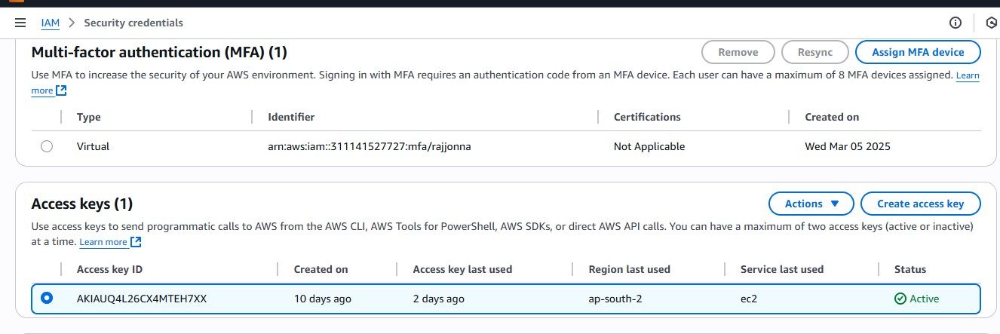 IAM > Security credentials
Multi-factor authentication (MFA) (1)
Remove
Resync
Assign MFA device
Use MFA to increase the security of your AWS environment. Signing in with MFA requires an authentication code from an MFA device. Each user can have a maximum of 8 MFA devices assigned. Learn
more
Type Identifier Certifications Created on
Virtual arn:aws:iam::311141527727:mfa/rajjonna Not Applicable Wed Mar 05 2025
Access keys (1)
Actions
Create access key
Use access keys to send programmatic calls to AWS from the AWS CLI, AWS Tools for PowerShell, AWS SDKs, or direct AWS API calls. You can have a maximum of two access keys (active or inactive)
at a time. Learn more
Access key ID Created on Access key last used Region last used Service last used Status
AKIAUQ4L26CX4MTEH7XX 10 days ago 2 days ago ap-south-2 ec2 Active